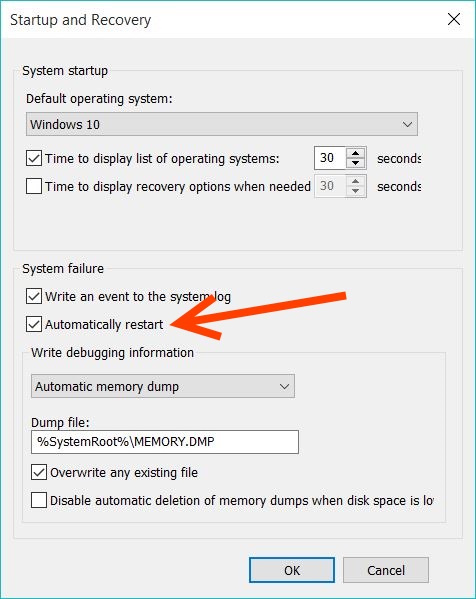 Startup and Recovery
System startup
Default operating system:
Windows 10
Time to display list of operating systems: 30 seconds
Time to display recovery options when needed 30 seconds
System failure
Write an event to the system log
Automatically restart
Write debugging information
Automatic memory dump
Dump file:
%SystemRoot%\MEMORY.DMP
Overwrite any existing file
Disable automatic deletion of memory dumps when disk space is lo
OK Cancel